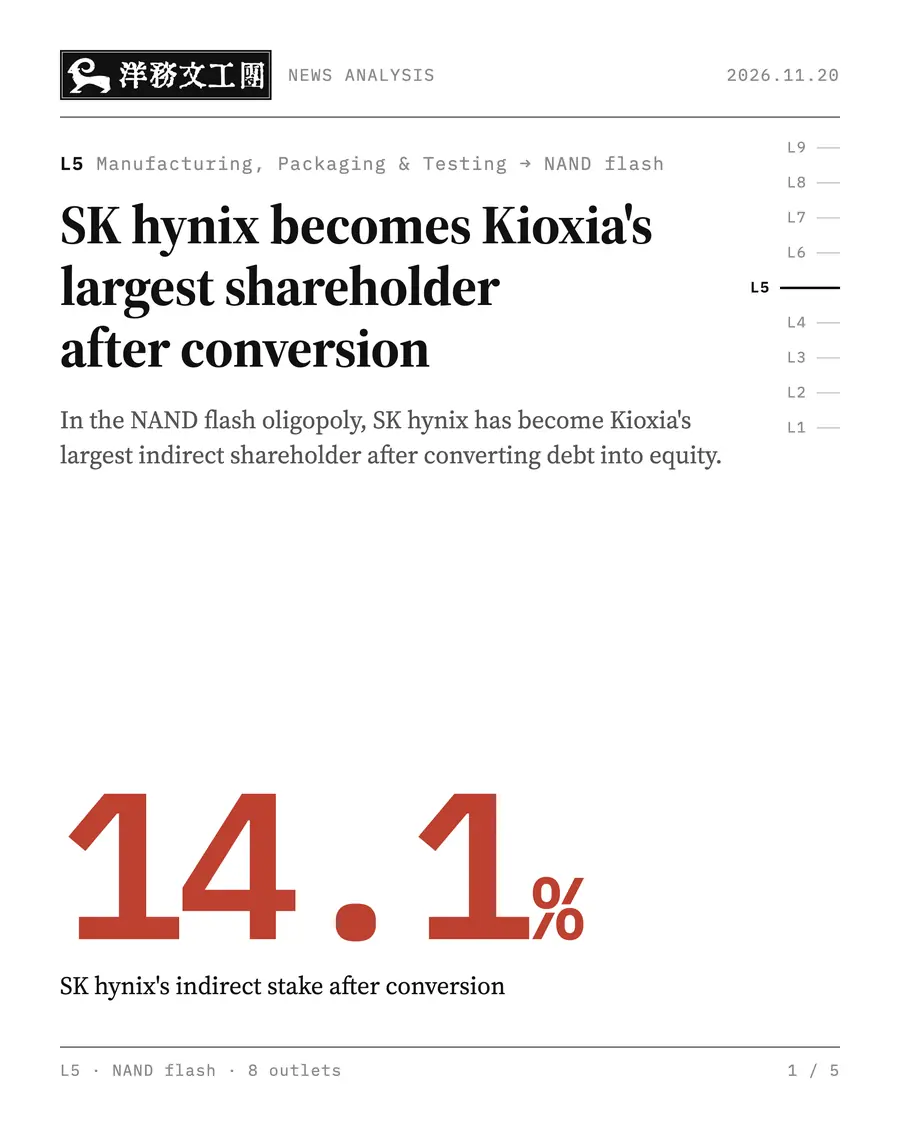 洋務文工團 NEWS ANALYSIS 2026.11.20
L5 Manufacturing, Packaging & Testing → NAND flash
SK hynix becomes Kioxia's
largest shareholder
after conversion
In the NAND flash oligopoly, SK hynix has become Kioxia's
largest indirect shareholder after converting debt into equity.
L9
L8
L7
L6
L5
L4
L3
L2
L1
14.1%
SK hynix's indirect stake after conversion
L5 · NAND flash · 8 outlets 1 / 5